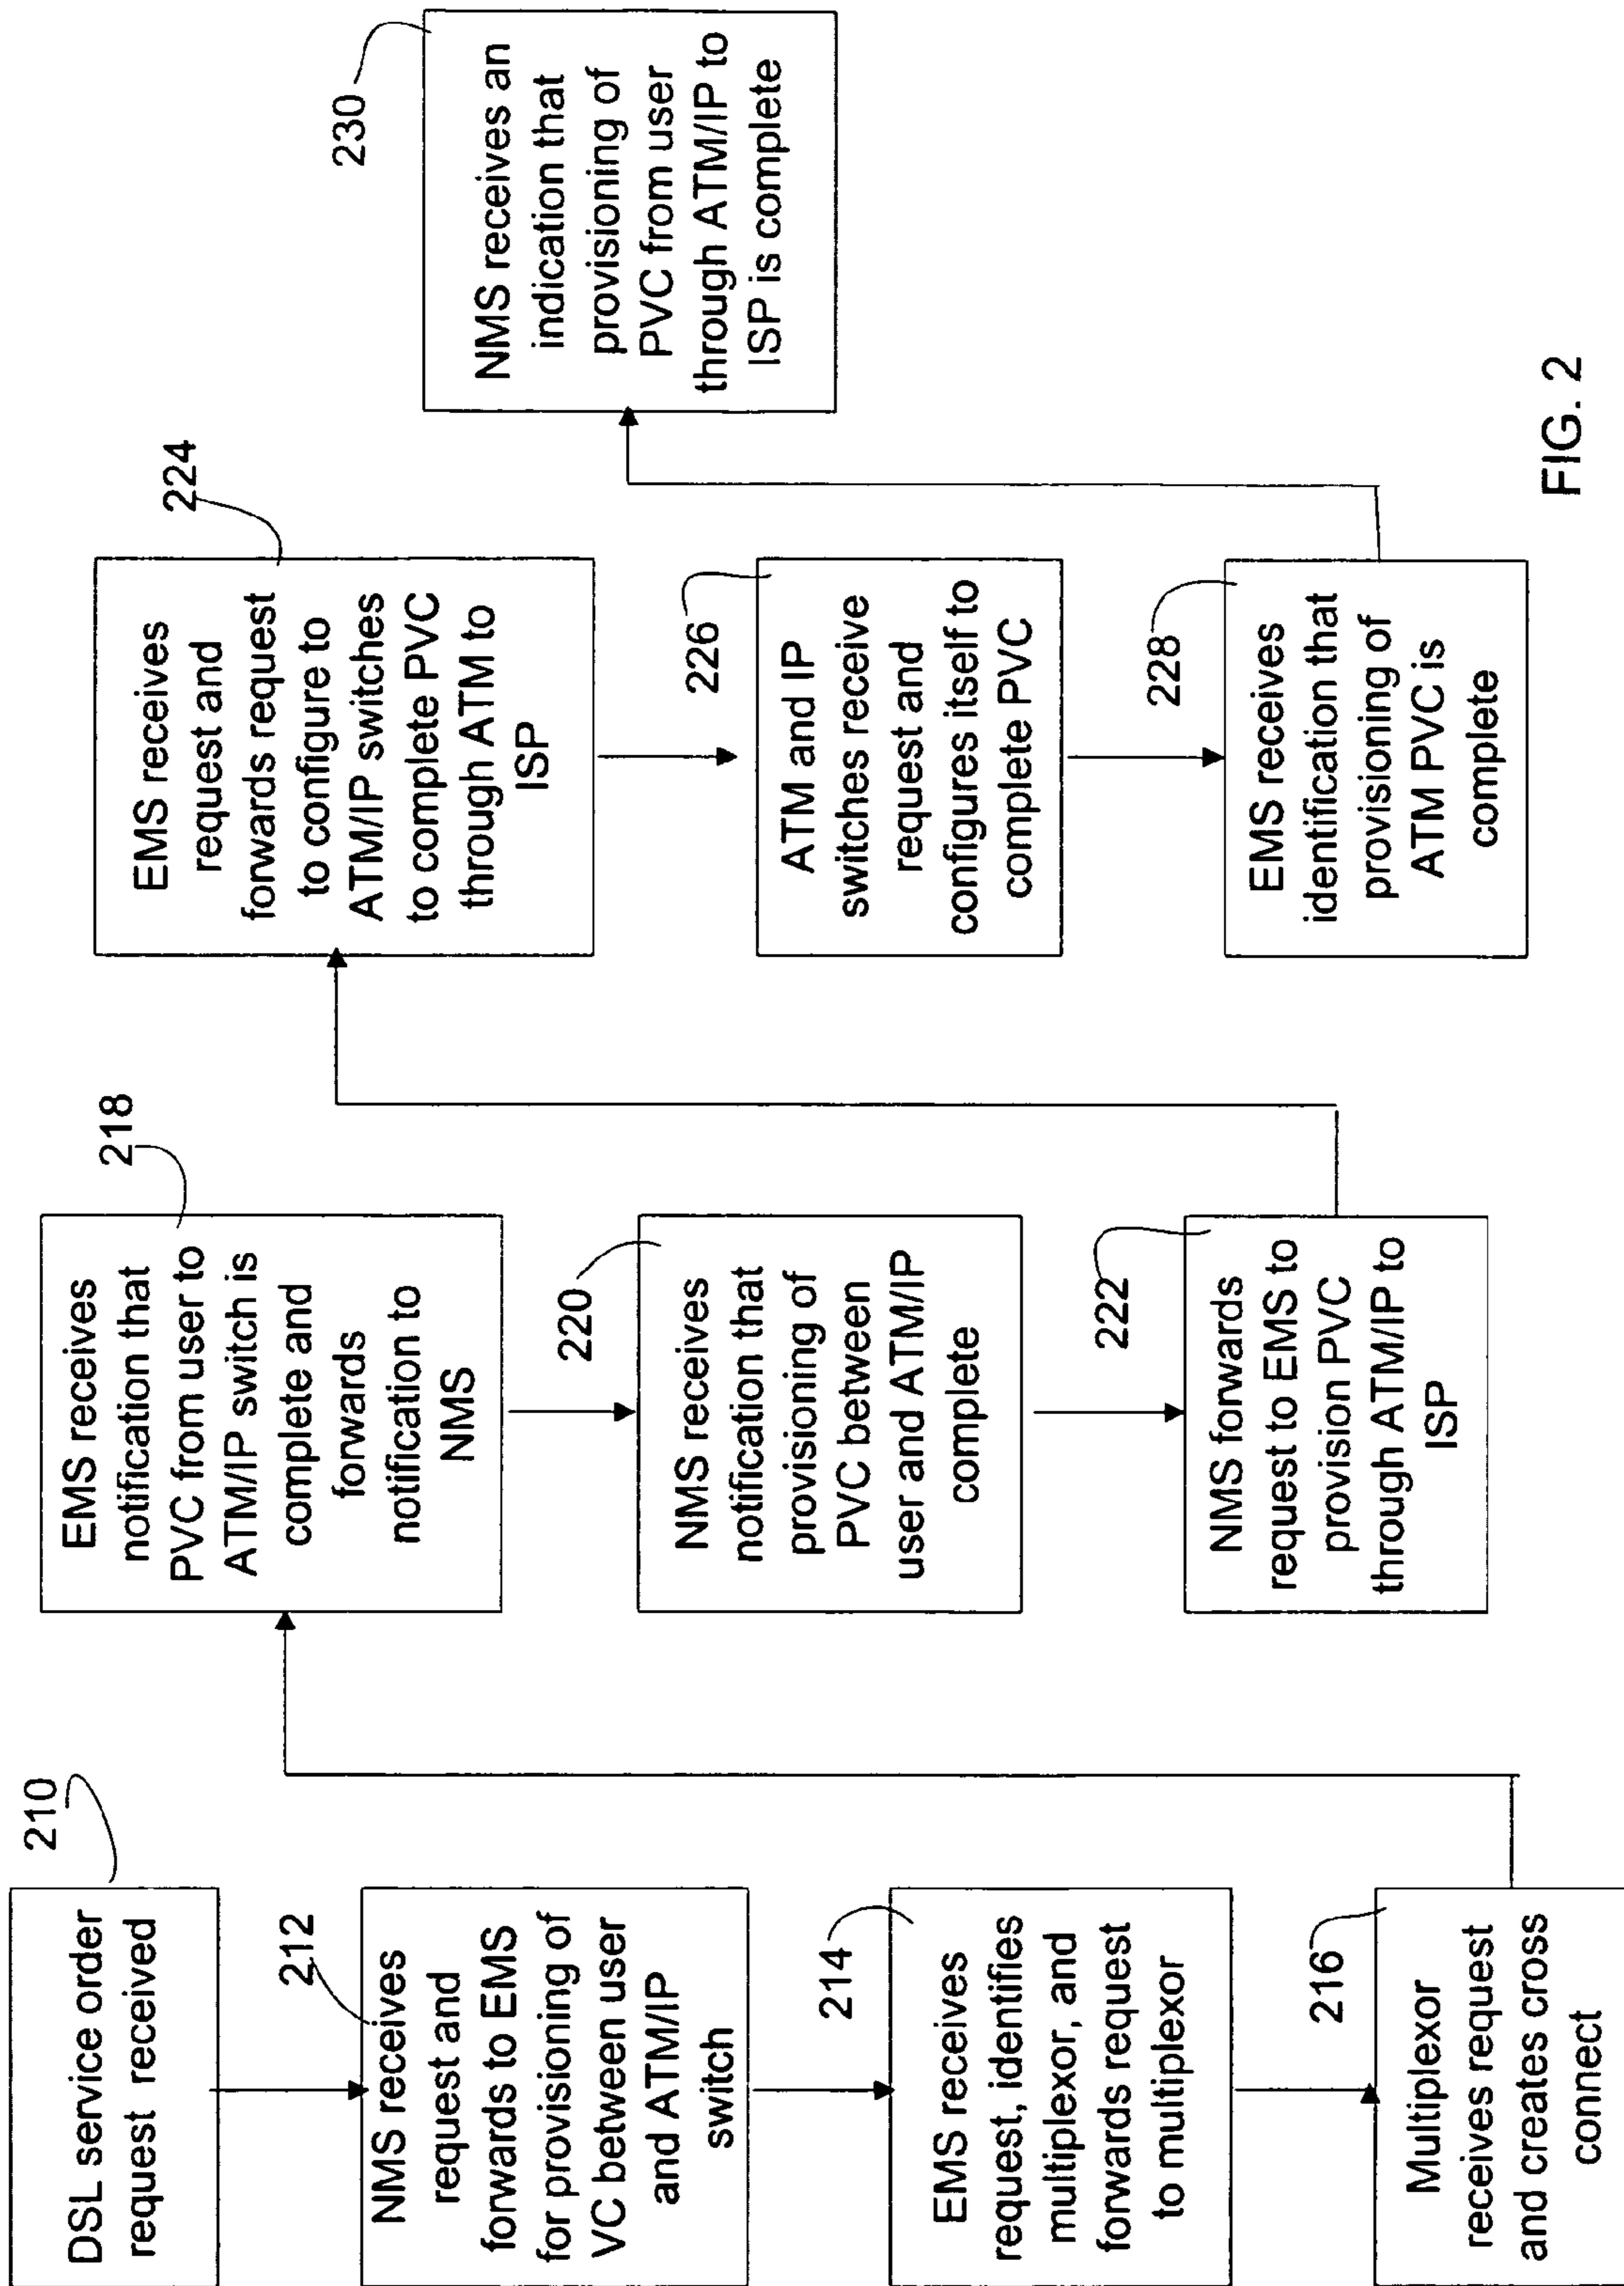 210
DSL service order
request received
212
NMS receives
request and
forwards to EMS
for provisioning of
VC between user
and ATM/IP
switch
214
EMS receives
request, identifies
multiplexor, and
forwards request
to multiplexor
216
Multiplexor
receives request
and creates cross
connect
218
EMS receives
notification that
PVC from user to
ATM/IP switch is
complete and
forwards
notification to
NMS
220
NMS receives
notification that
provisioning of
PVC between
user and ATM/IP
complete
222
NMS forwards
request to EMS to
provision PVC
through ATM/IP to
ISP
224
EMS receives
request and
forwards request
to configure to
ATM/IP switches
to complete PVC
through ATM to
ISP
226
ATM and IP
switches receive
request and
configures itself to
complete PVC
228
EMS receives
identification that
provisioning of
ATM PVC is
complete
230
NMS receives an
indication that
provisioning of
PVC from user
through ATM/IP to
ISP is complete
FIG. 2